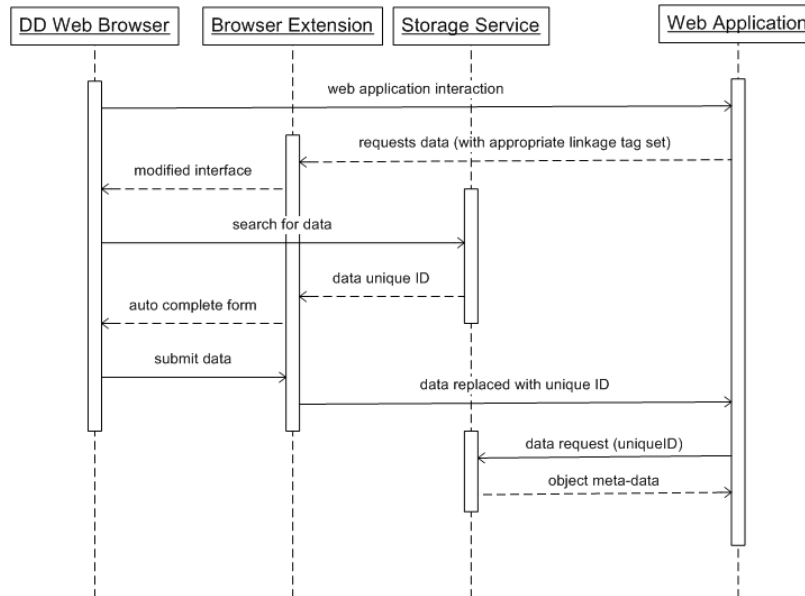 DD Web Browser
Browser Extension
Storage Service
Web Application
web application interaction
requests data (with appropriate linkage tag set)
modified interface
search for data
data unique ID
auto complete form
submit data
data replaced with unique ID
data request (uniqueID)
object meta-data